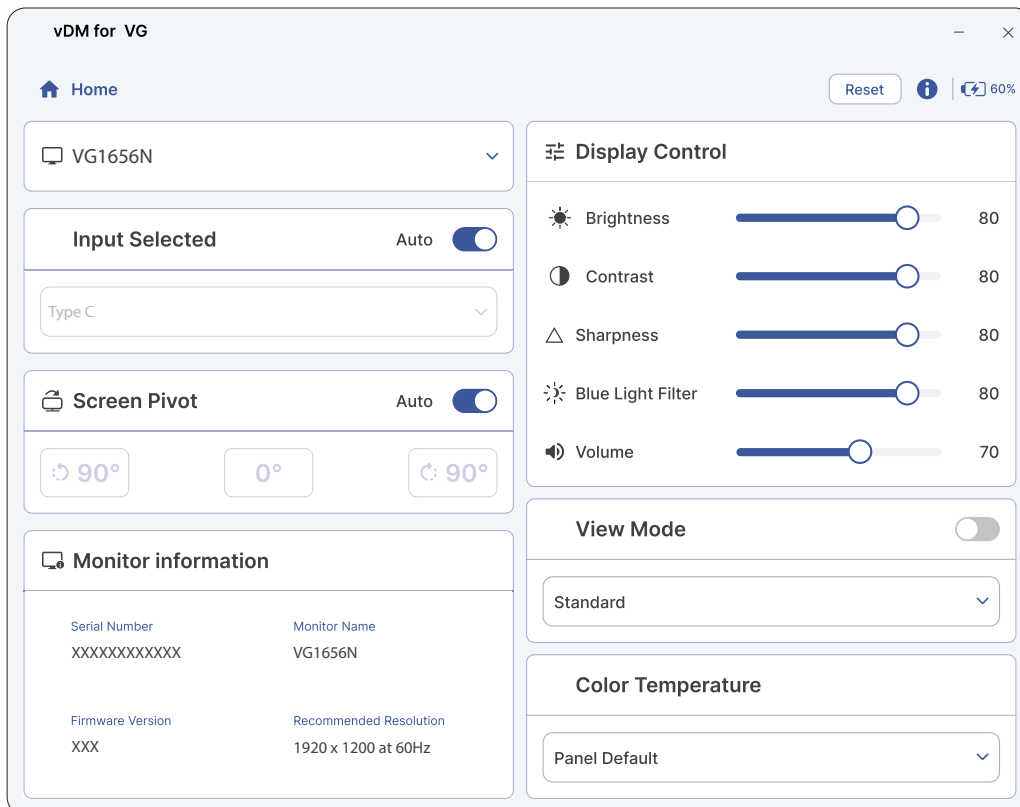 vDM for VG
Home
Reset
60%
VG1656N
Input Selected
Auto
Type C
Screen Pivot
Auto
90°
0°
90°
Monitor information
Serial Number
Monitor Name
XXXXXXXXXXXX
VG1656N
Firmware Version
Recommended Resolution
XXX
1920 x 1200 at 60Hz
Display Control
Brightness
80
Contrast
80
Sharpness
80
Blue Light Filter
80
Volume
70
View Mode
Standard
Color Temperature
Panel Default